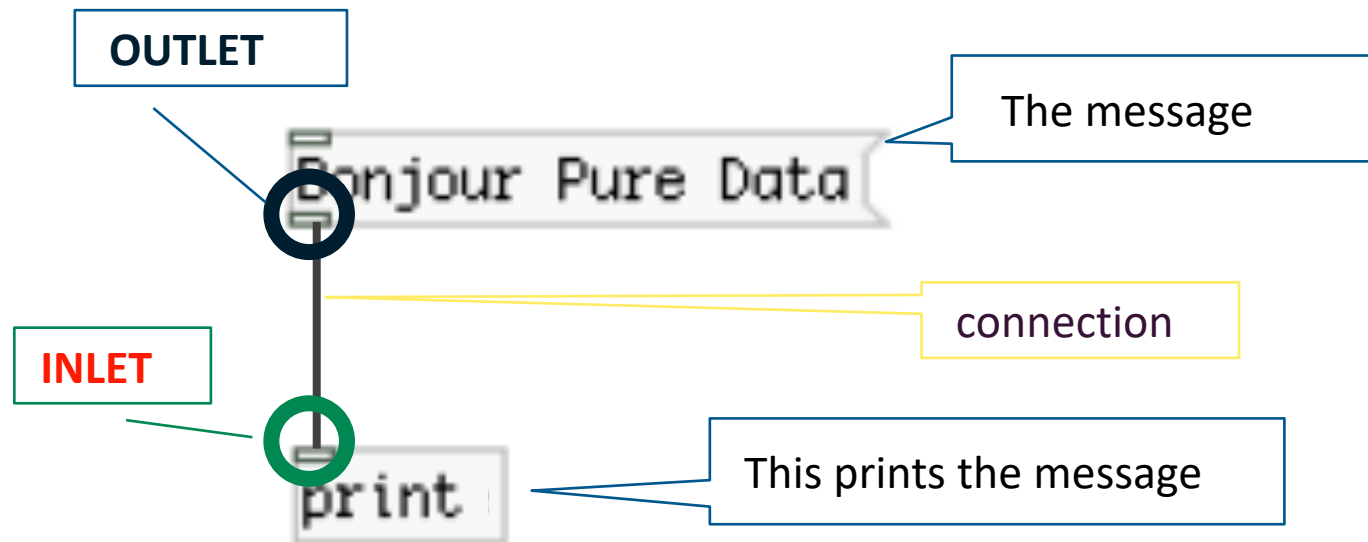 OUTLET
The message
Bonjour Pure Data
connection
INLET
This prints the message
print